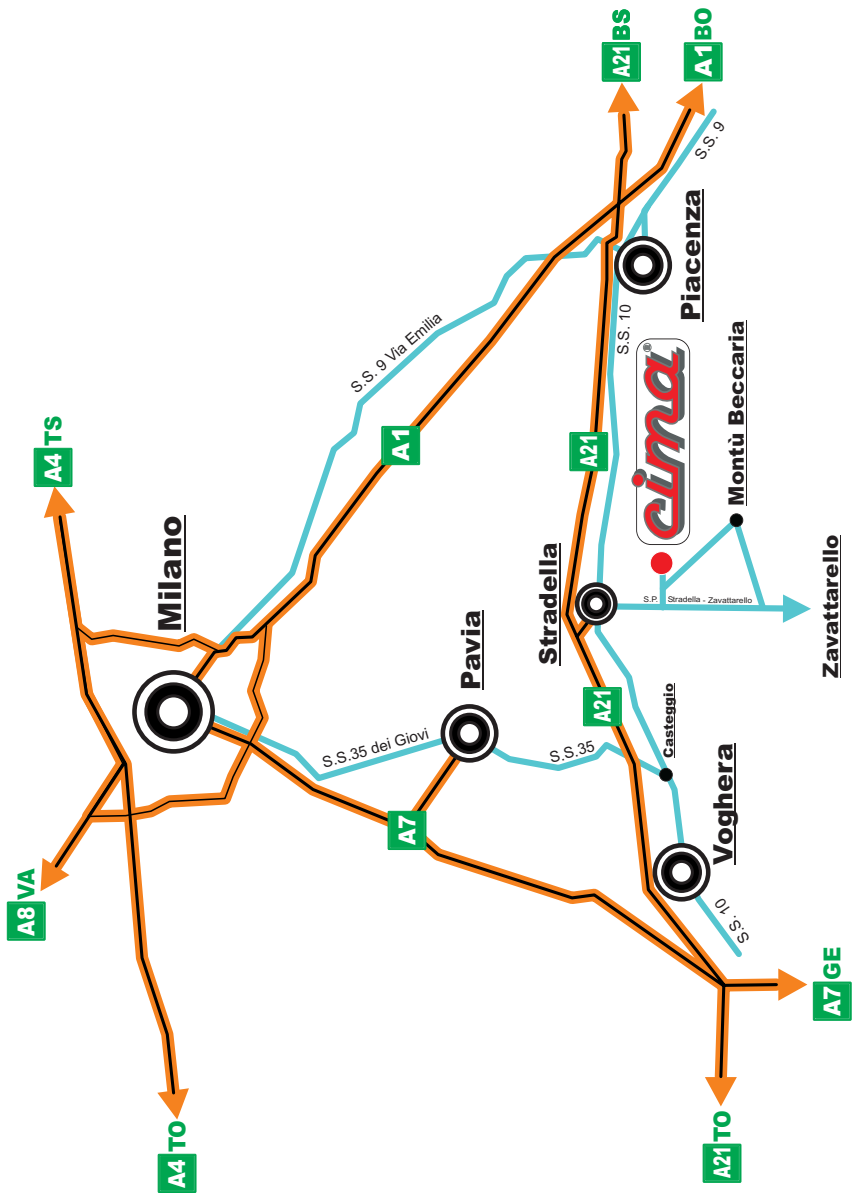 A8 VA
A4 TS
A4 TO
Milano
S.S. 9 Via Emilia
A1
S.S.35 dei Giovi
A7
Pavia
S.S.35
Stradella
A21
A21
A21 BS
A1 BO
S.S. 9
S.S. 10
Piacenza
cima®
Casteggio
Voghera
S.S. 10
S.P. Stradella - Zavattarello
Montù Beccaria
Zavattarello
A21 TO
A7 GE